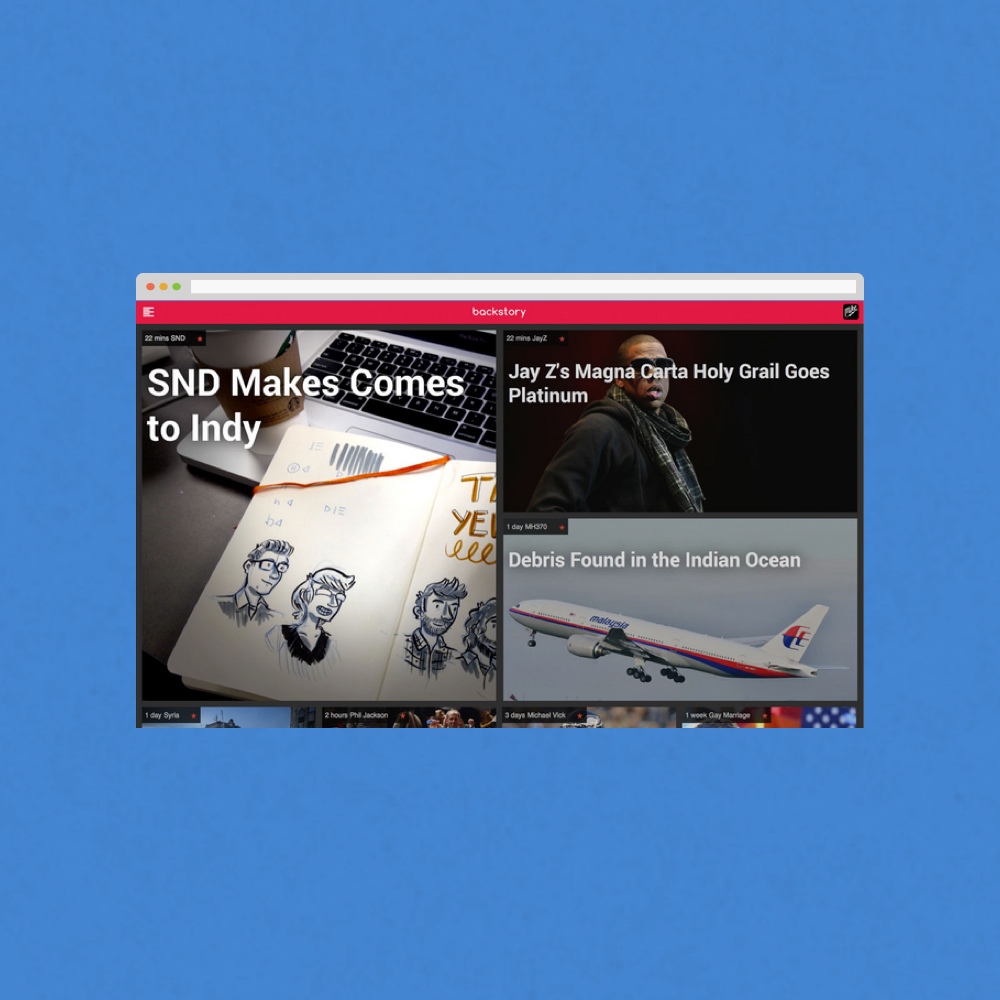 backstory
22 mins SND
SND Makes Comes
to Indy
22 mins JayZ
Jay Z's Magna Carta Holy Grail Goes
Platinum
1 day MH370
Debris Found in the Indian Ocean
malaysia
1 day Syria
2 hours Phil Jackson
3 days Michael Vick
1 week Gay Marriage